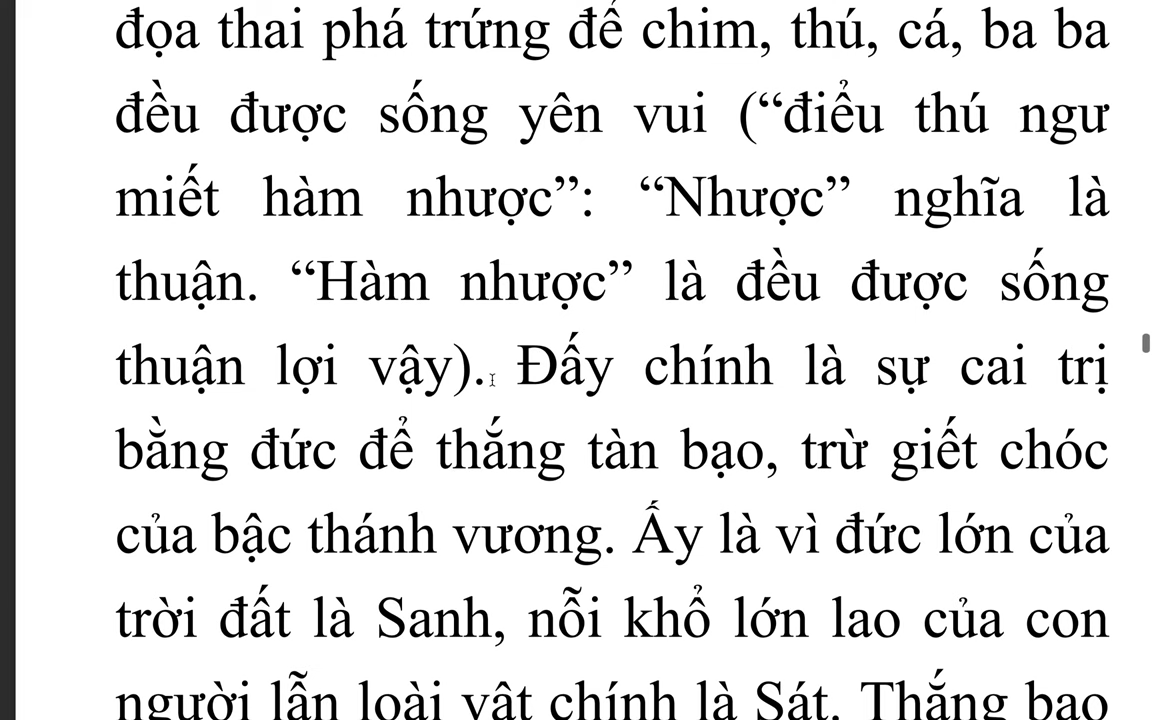 đọa thai phá trứng để chim, thú, cá, ba ba
đều được sống yên vui (“điểu thú ngư
miết hàm nhược”: “Nhược” nghĩa là
thuận. “Hàm nhược” là đều được sống
thuận lợi vậy). Đấy chính là sự cai trị
bằng đức để thắng tàn bạo, trừ giết chóc
của bậc thánh vương. Ấy là vì đức lớn của
trời đất là Sanh, nỗi khổ lớn lao của con
người lẫn loài vật chính là Sát. Thắng bạo